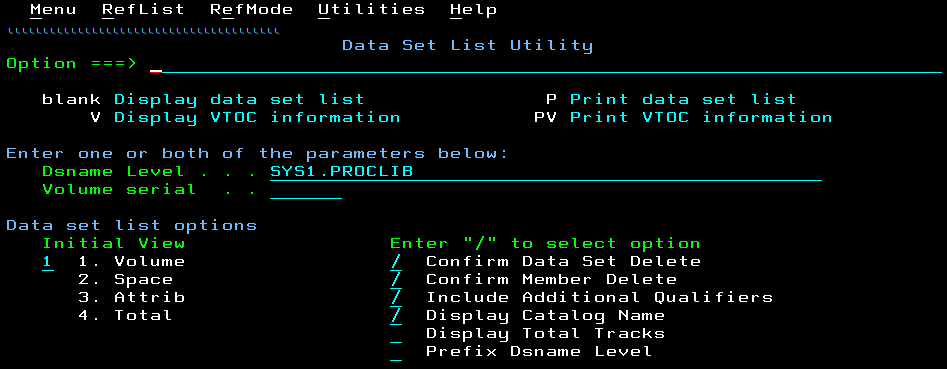 Menu RefList RefMode Utilities Help
Data Set List Utility
Option ===>
blank Display data set list P Print data set list
V Display VTOC information PV Print VTOC information
Enter one or both of the parameters below:
Dsname Level . . . SYS1.PROCLIB
Volume serial . .
Data set list options
Initial View Enter "/" to select option
1 1. Volume / Confirm Data Set Delete
2. Space / Confirm Member Delete
3. Attrib / Include Additional Qualifiers
4. Total / Display Catalog Name
Display Total Tracks
Prefix Dsname Level